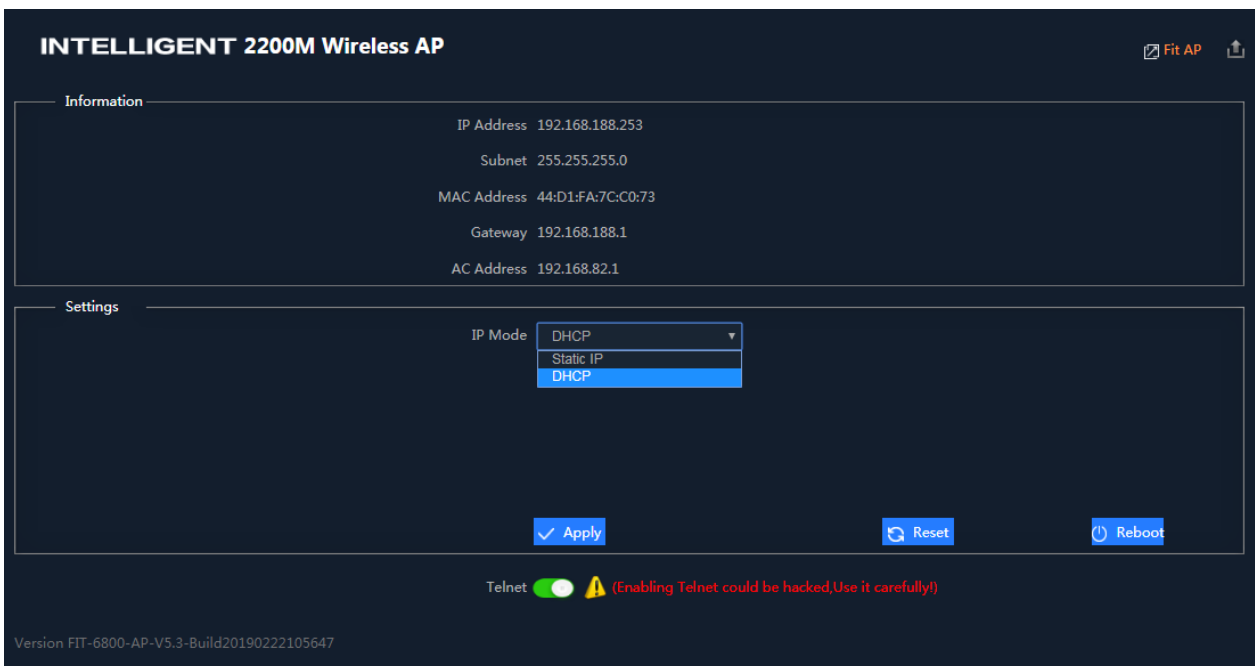 INTELLIGENT 2200M Wireless AP
Fit AP
Information
IP Address 192.168.188.253
Subnet 255.255.255.0
MAC Address 44:D1:FA:7C:C0:73
Gateway 192.168.188.1
AC Address 192.168.82.1
Settings
IP Mode DHCP
Static IP
DHCP
Apply Reset Reboot
Telnet (Enabling Telnet could be hacked,Use it carefully!)
Version FIT-6800-AP-V5.3-Build20190222105647